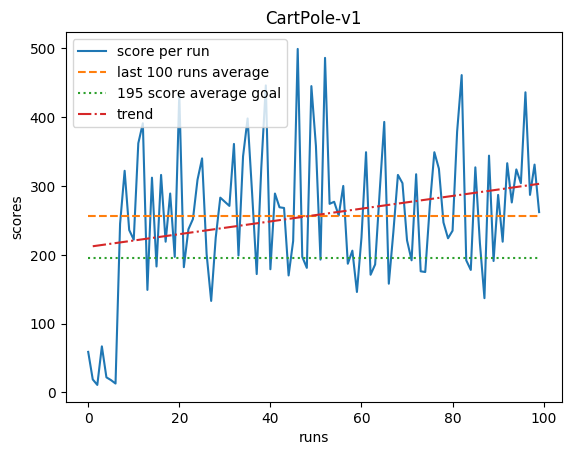 CartPole-v1
score per run
last 100 runs average
195 score average goal
trend
500
400
300
200
100
0
scores
0 20 40 60 80 100
runs